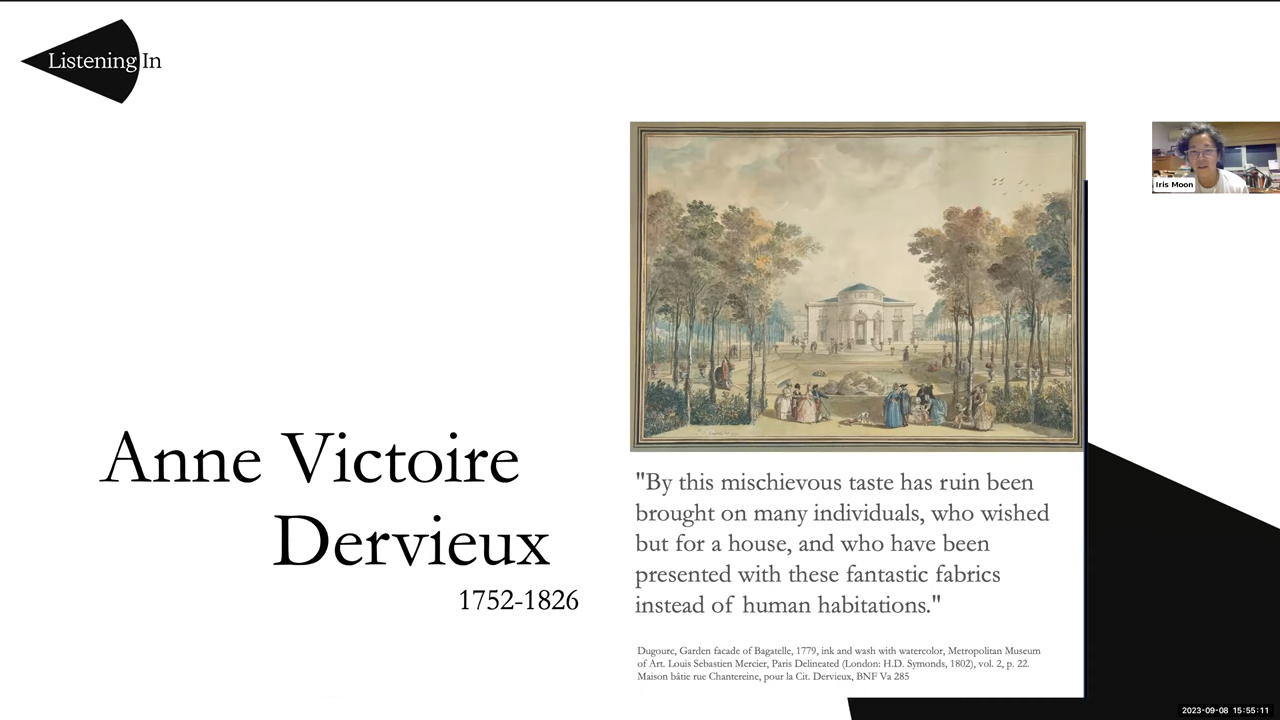 Listening In
Iris Moon
Anne Victoire
Dervieux
1752-1826
"By this mischievous taste has ruin been
brought on many individuals, who wished
but for a house, and who have been
presented with these fantastic fabrics
instead of human habitations."
Dugourc, Garden facade of Bagatelle, 1779, ink and wash with watercolor, Metropolitan Museum
of Art. Louis Sebastien Mercier, Paris Delineated (London: H.D. Symonds, 1802), vol. 2, p. 22.
Maison bâtie rue Chantereine, pour la Cit. Dervieux, BNF Va 285
2023-09-08 15:55:11